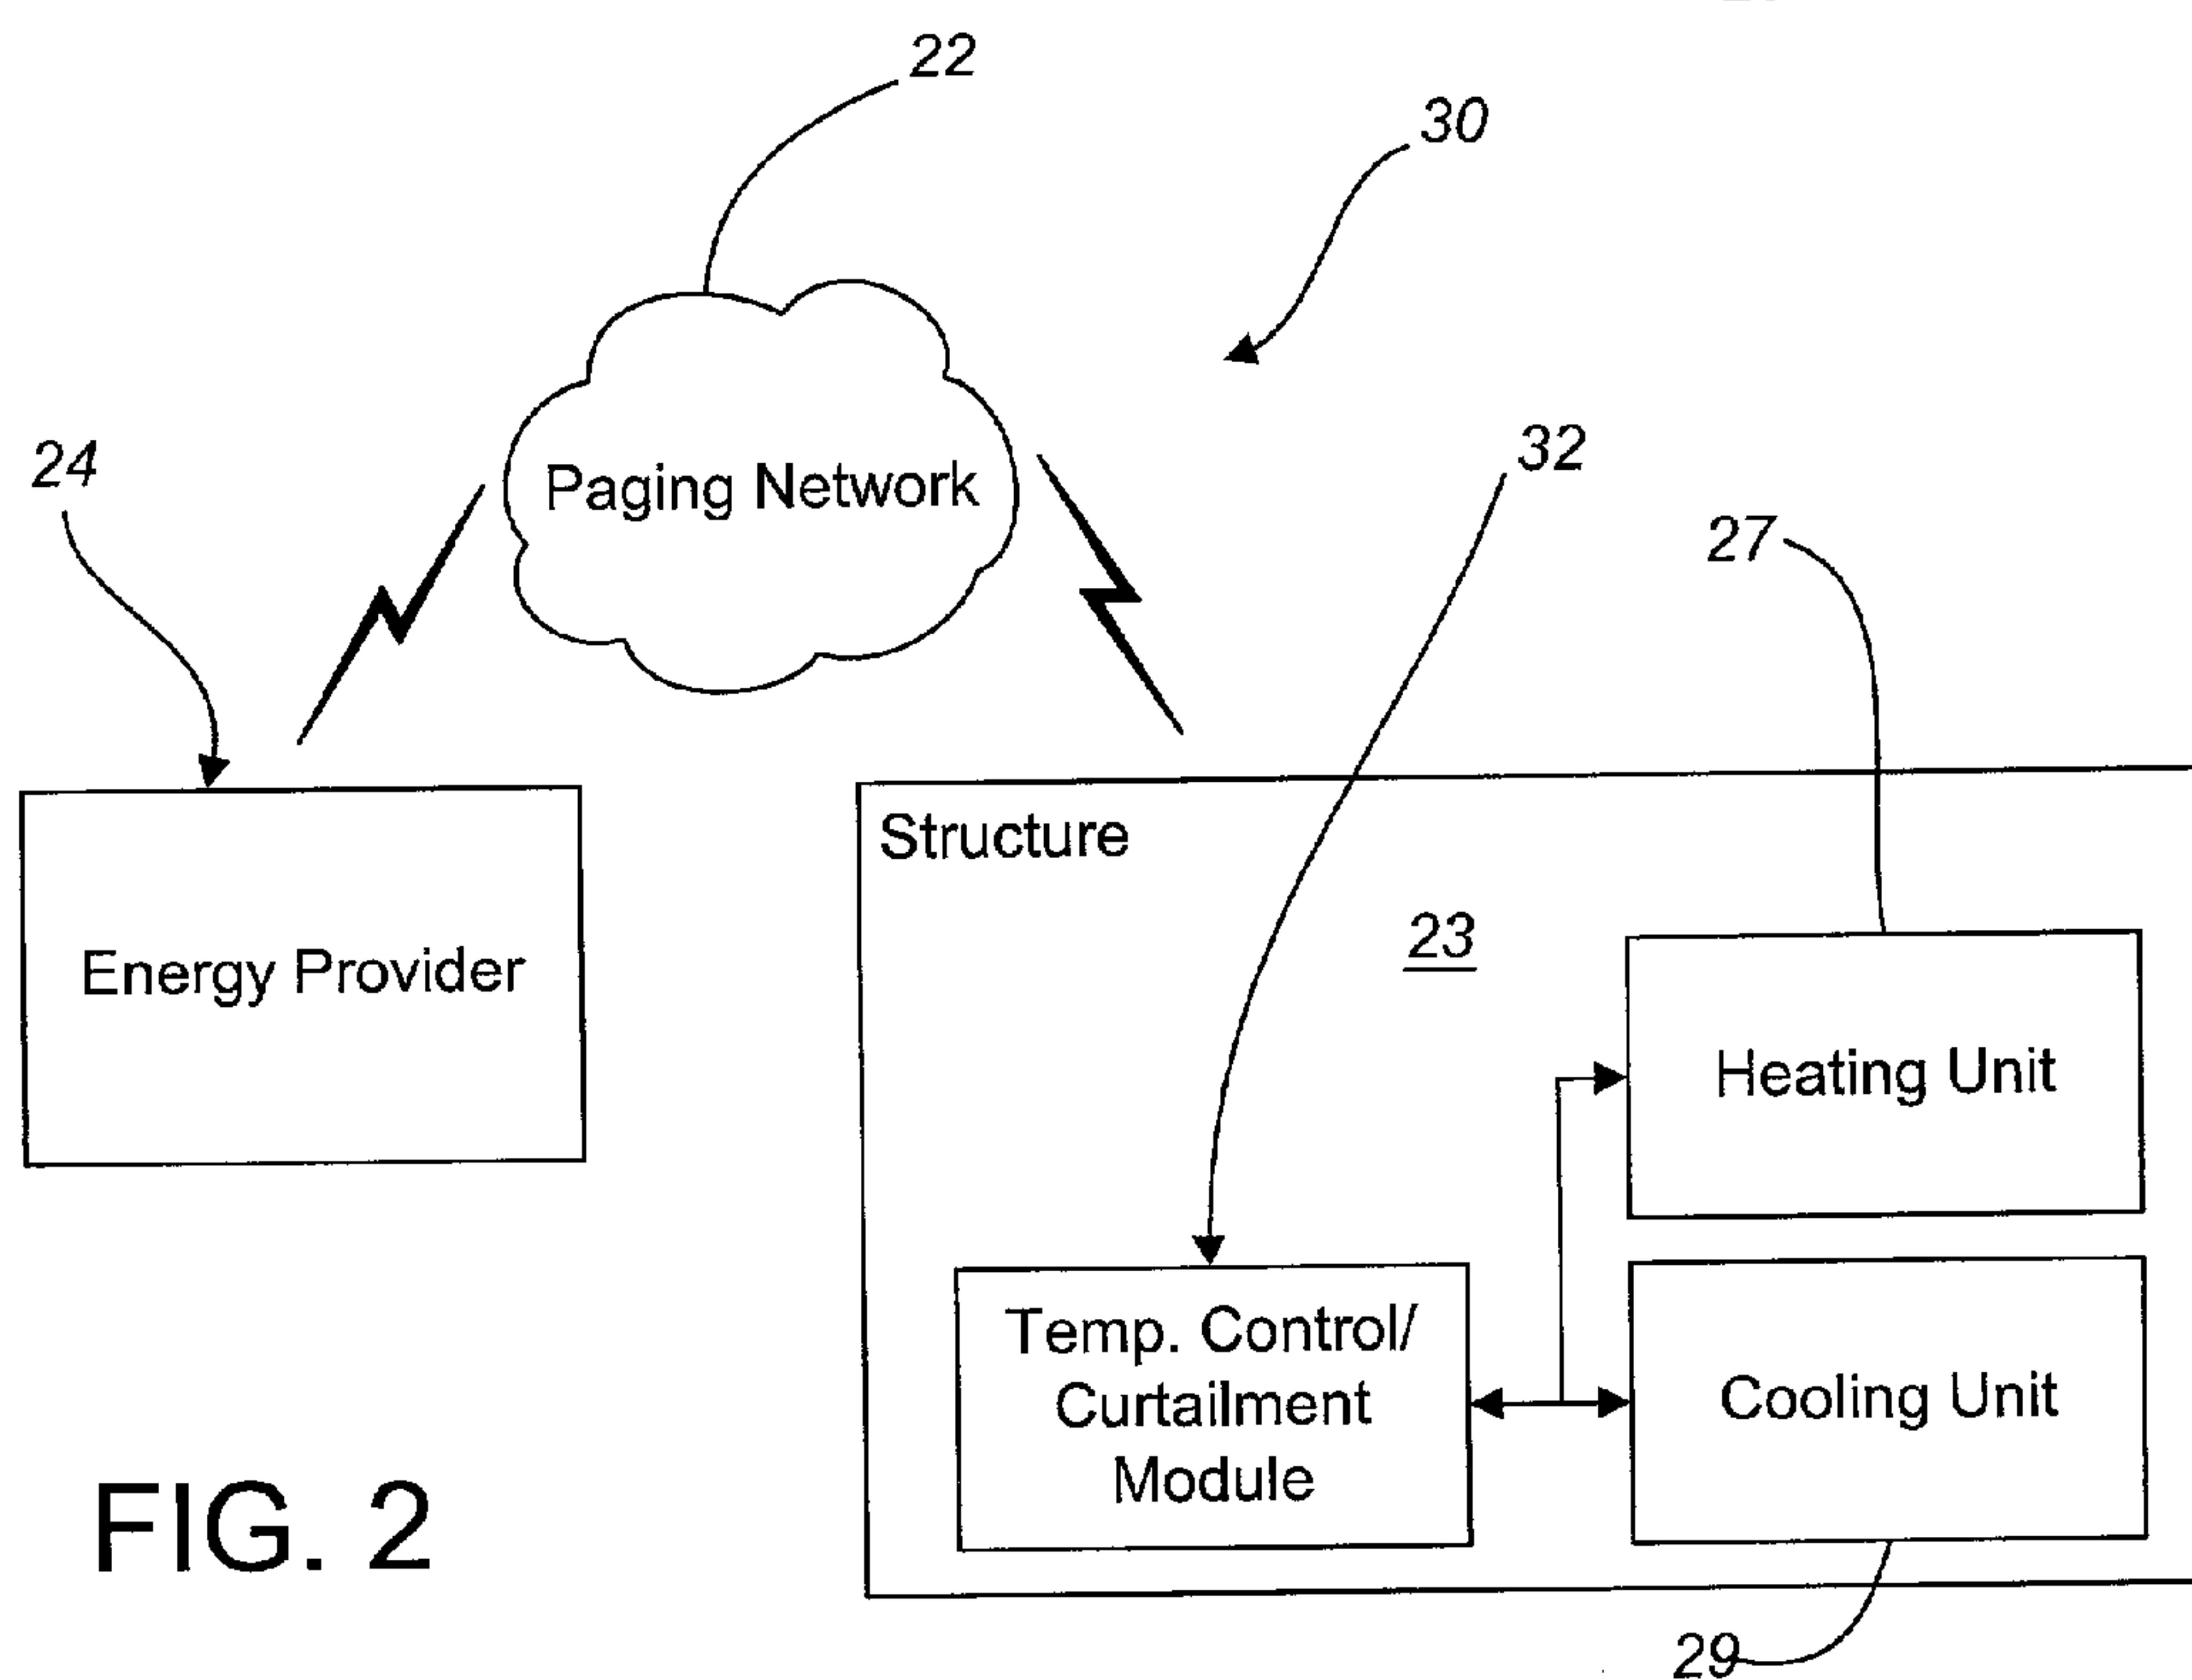 22
30
24
32
Paging Network
27
Structure
23
Energy Provider
Heating Unit
Temp. Control/
Curtailment
Module
Cooling Unit
FIG. 2
29